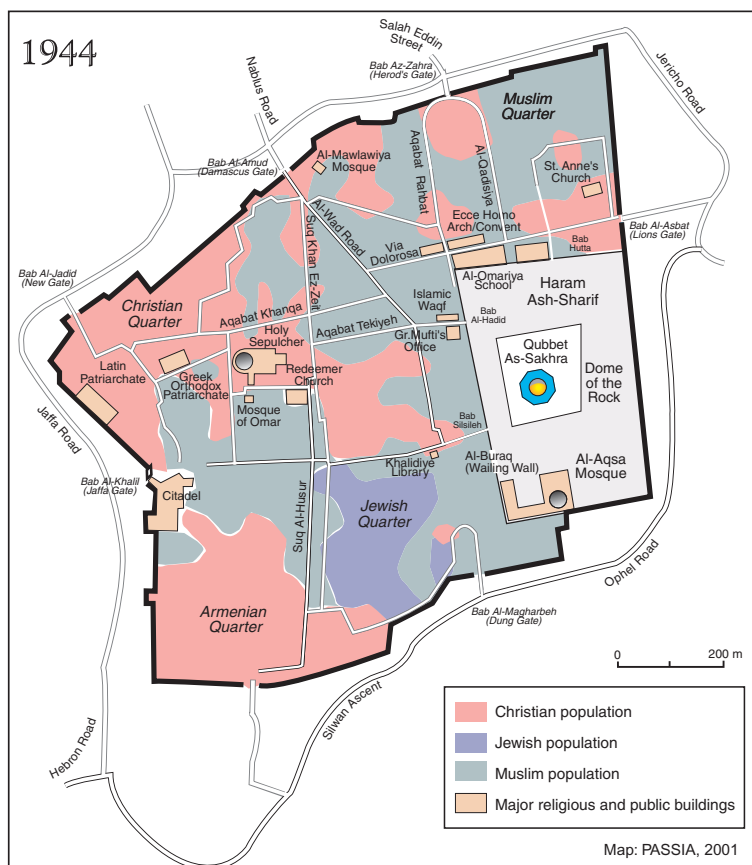 1944
Salah Eddin
Street
Bab Az-Zahra
(Herod's Gate)
Nablus Road
Jericho Road
Muslim
Quarter
Bab Al-Amud
(Damascus Gate)
Al-Mawlawiya
Mosque
Aqabat Rahbat
Al-Qadisiya
St. Anne's
Church
Al-Wad Road
Suq Khan Ez-Zeit
Ecce Homo
Arch/Convent
Via
Dolorosa
Bab
Hutta
Bab Al-Asbat
(Lions Gate)
Bab Al-Jadid
(New Gate)
Al-Omariya
School
Haram
Ash-Sharif
Christian
Quarter
Aqabat Khanqa
Aqabat Tekiyeh
Islamic
Waqf
Bab
Al-Hadid
Gr.Mufti's
Office
Holy
Sepulcher
Qubbet
As-Sakhra
Dome
of the
Rock
Latin
Patriarchate
Greek
Orthodox
Patriarchate
Redeemer
Church
Mosque
of Omar
Jaffa Road
Bab
Silsileh
Khalidiye
Library
Al-Buraq
(Wailing Wall)
Al-Aqsa
Mosque
Bab Al-Khalil
(Jaffa Gate)
Citadel
Suq Al-Husur
Jewish
Quarter
Ophel Road
Armenian
Quarter
Bab Al-Magharbeh
(Dung Gate)
0 200 m
Silwan Ascent
Hebron Road
Christian population
Jewish population
Muslim population
Major religious and public buildings
Map: PASSIA, 2001